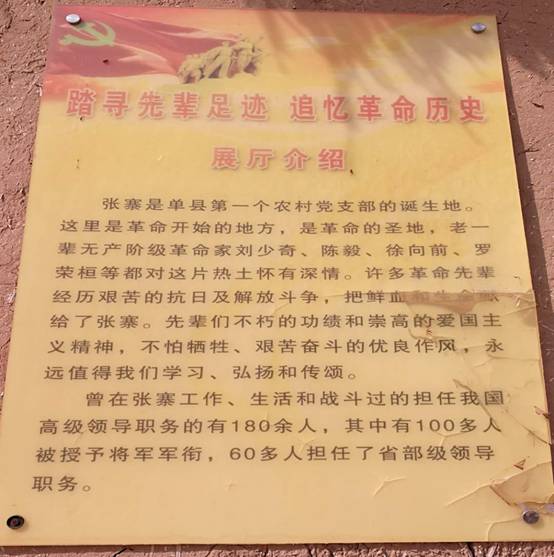 踏寻先辈足迹 追忆革命历史
展厅介绍
张寨是单县第一个农村党支部的诞生地。
这里是革命开始的地方，是革命的圣地，老一
辈无产阶级革命家刘少奇、陈毅、徐向前、罗
荣桓等都对这片热土怀有深情。许多革命先辈
经历艰苦的抗日及解放斗争，把鲜血和生命献
给了张寨。先辈们不朽的功绩和崇高的爱国主
义精神，不怕牺牲、艰苦奋斗的优良作风，永
远值得我们学习、弘扬和传颂。
曾在张寨工作、生活和战斗过的担任我国
高级领导职务的有180余人，其中有100多人
被授予将军军衔，60多人担任了省部级领导
职务。